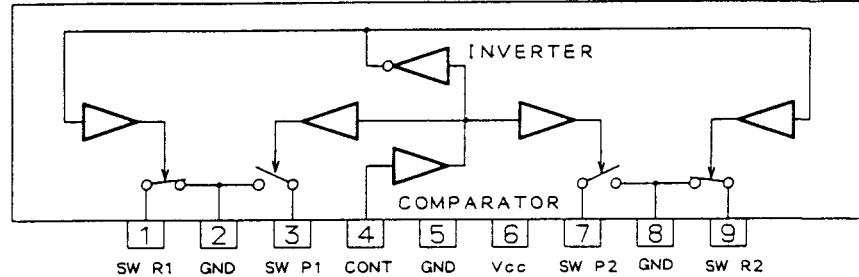 INVERTER
COMPARATOR
1 2 3 4 5 6 7 8 9
SW R1 GND SW P1 CONT GND Vcc SW P2 GND SW R2